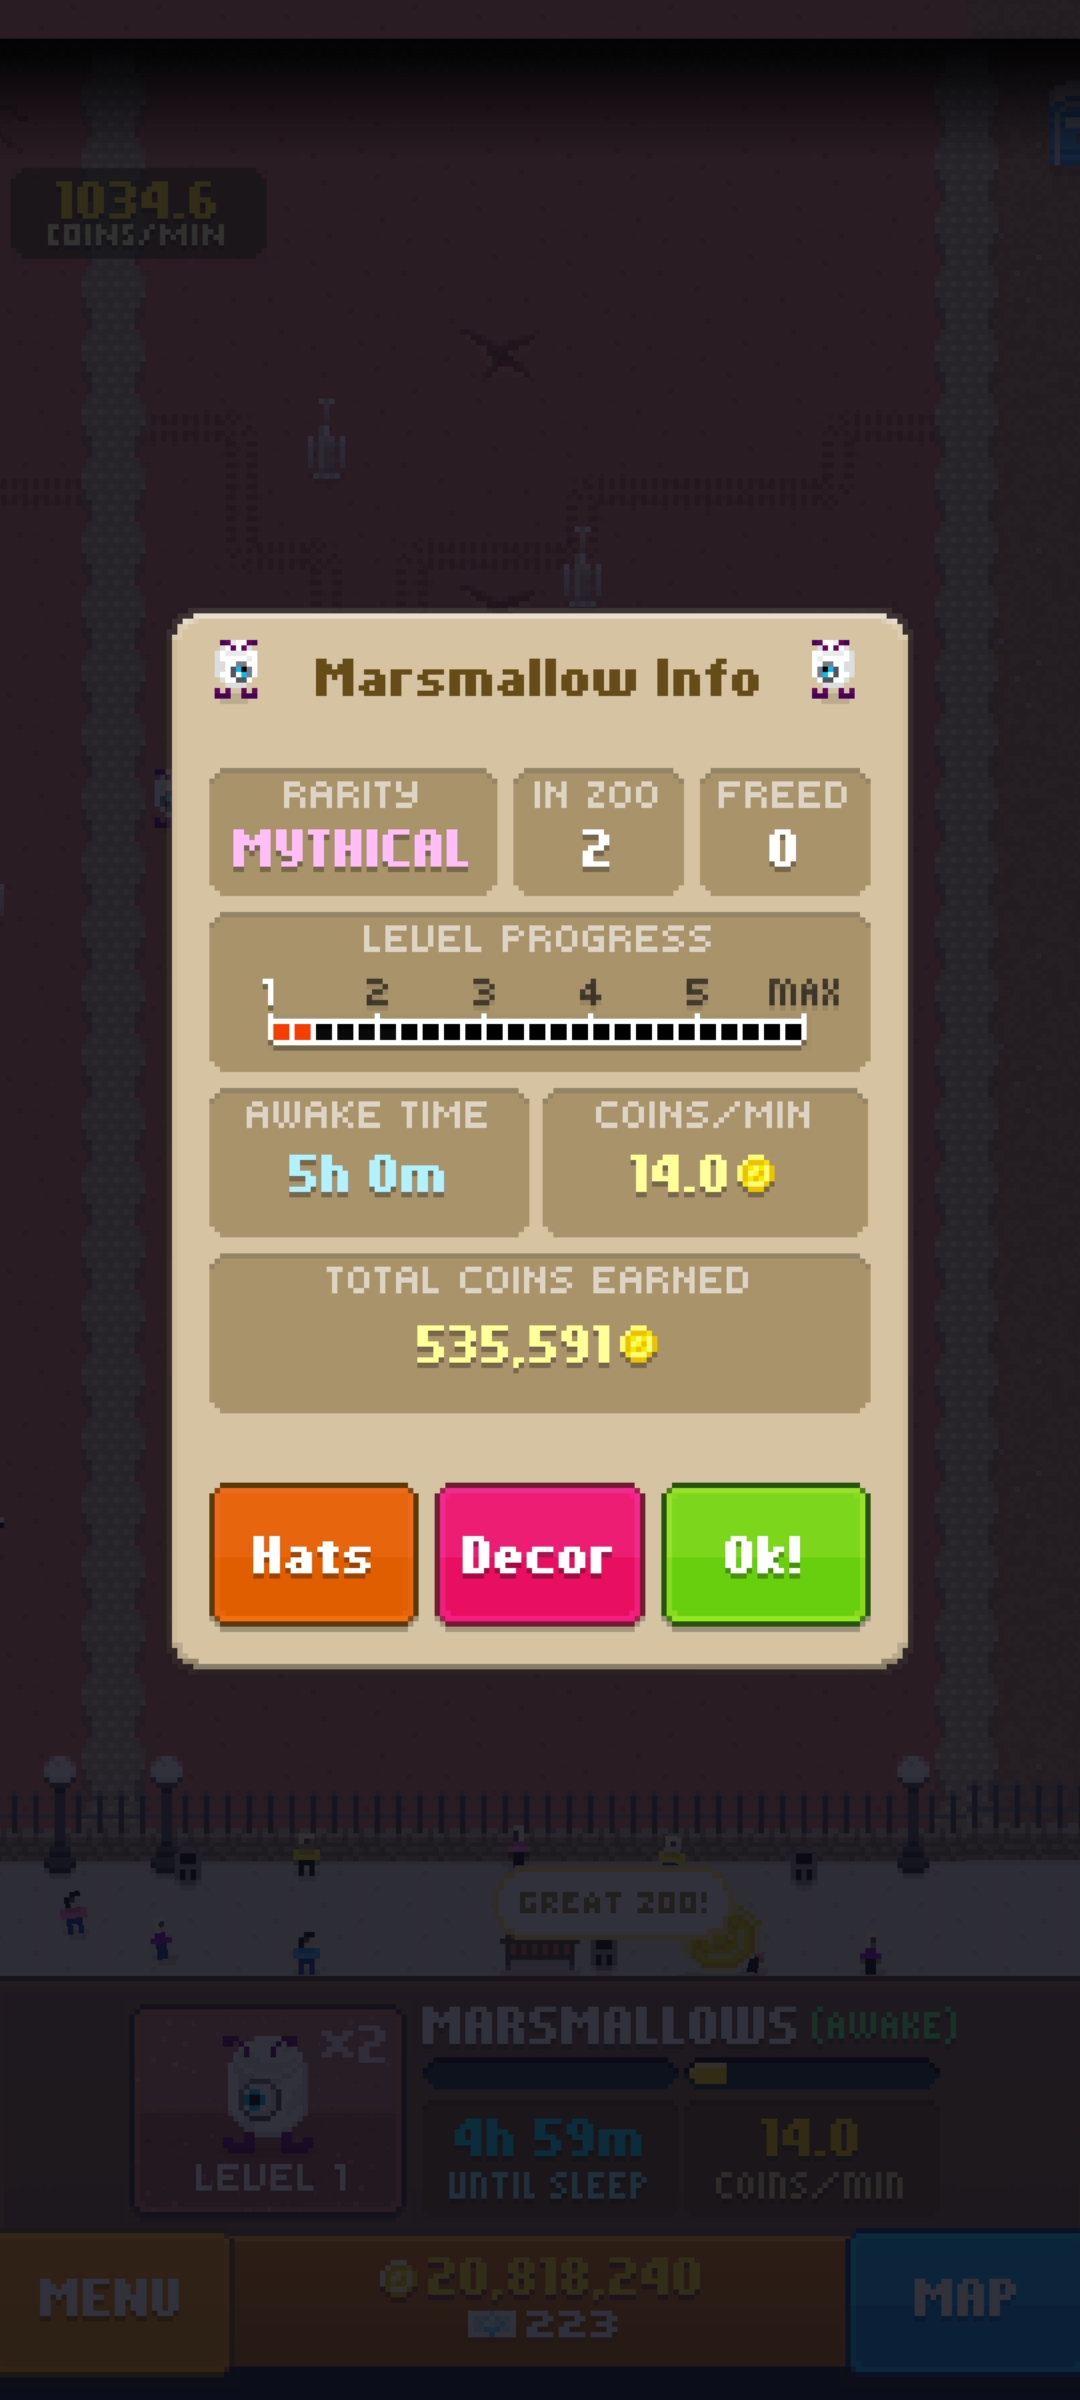 1034.6
COINS/MIN
Marsmallow Info
RARITY
MYTHICAL
IN ZOO
2
FREED
0
LEVEL PROGRESS
1 2 3 4 5 MAX
AWAKE TIME
5h 0m
COINS/MIN
14.0
TOTAL COINS EARNED
535,591
Hats
Decor
Ok!
GREAT ZOO!
x2
LEVEL 1
MARSMALLOWS (AWAKE)
4h 59m
UNTIL SLEEP
14.0
COINS/MIN
MENU
20,818,240
223
MAP